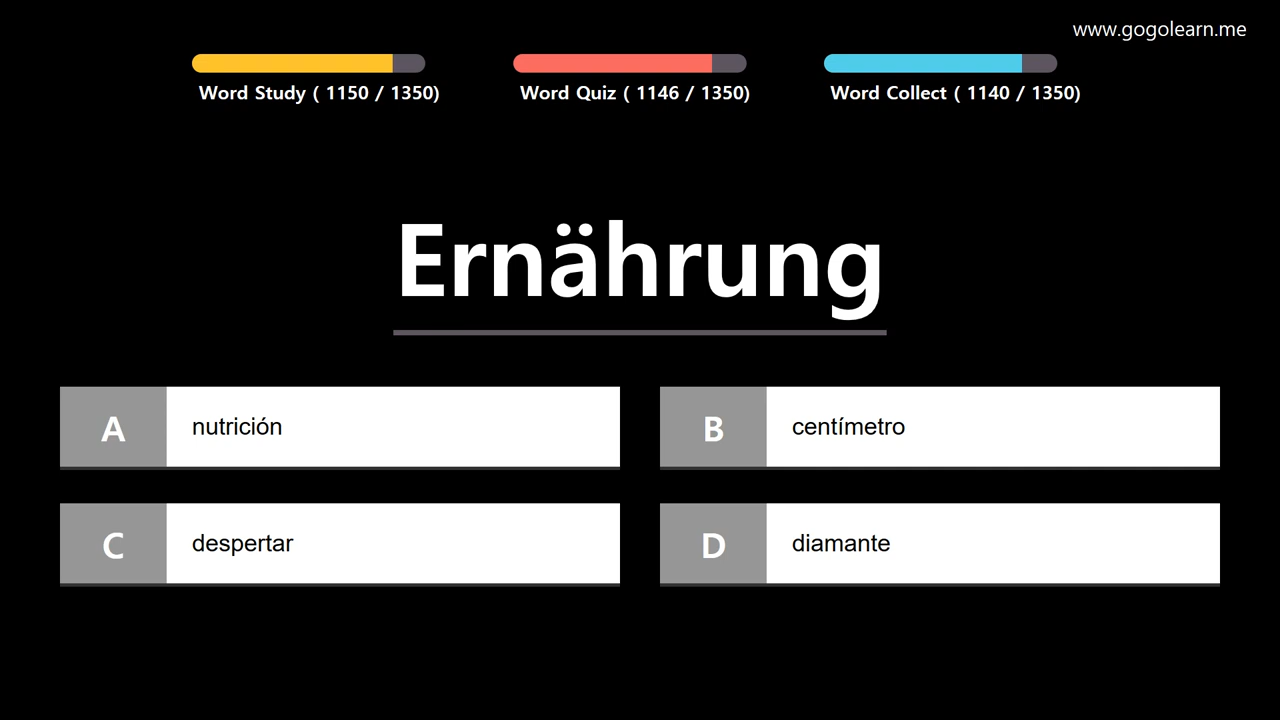 www.gogolearn.me
Word Study ( 1150 / 1350)
Word Quiz ( 1146 / 1350)
Word Collect ( 1140 / 1350)
Ernährung
A nutrición
B centímetro
C despertar
D diamante